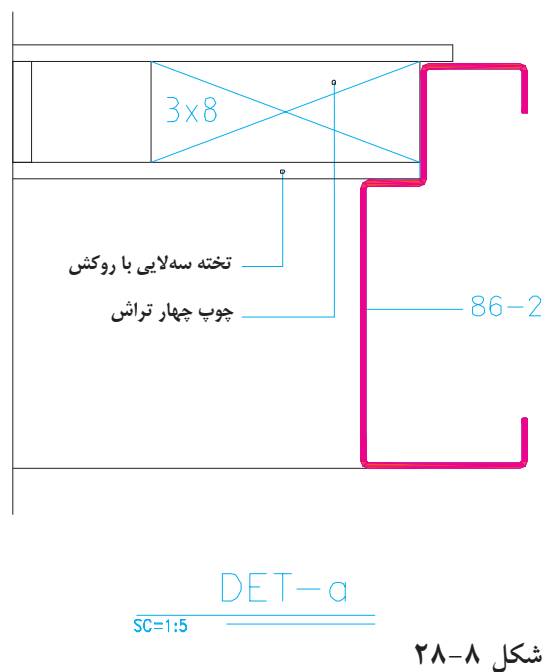 3x8
تخته سه‌لایی با روکش
چوپ چهار تراش
86-2
DET-a
SC=1:5
شکل ۸-۲۸